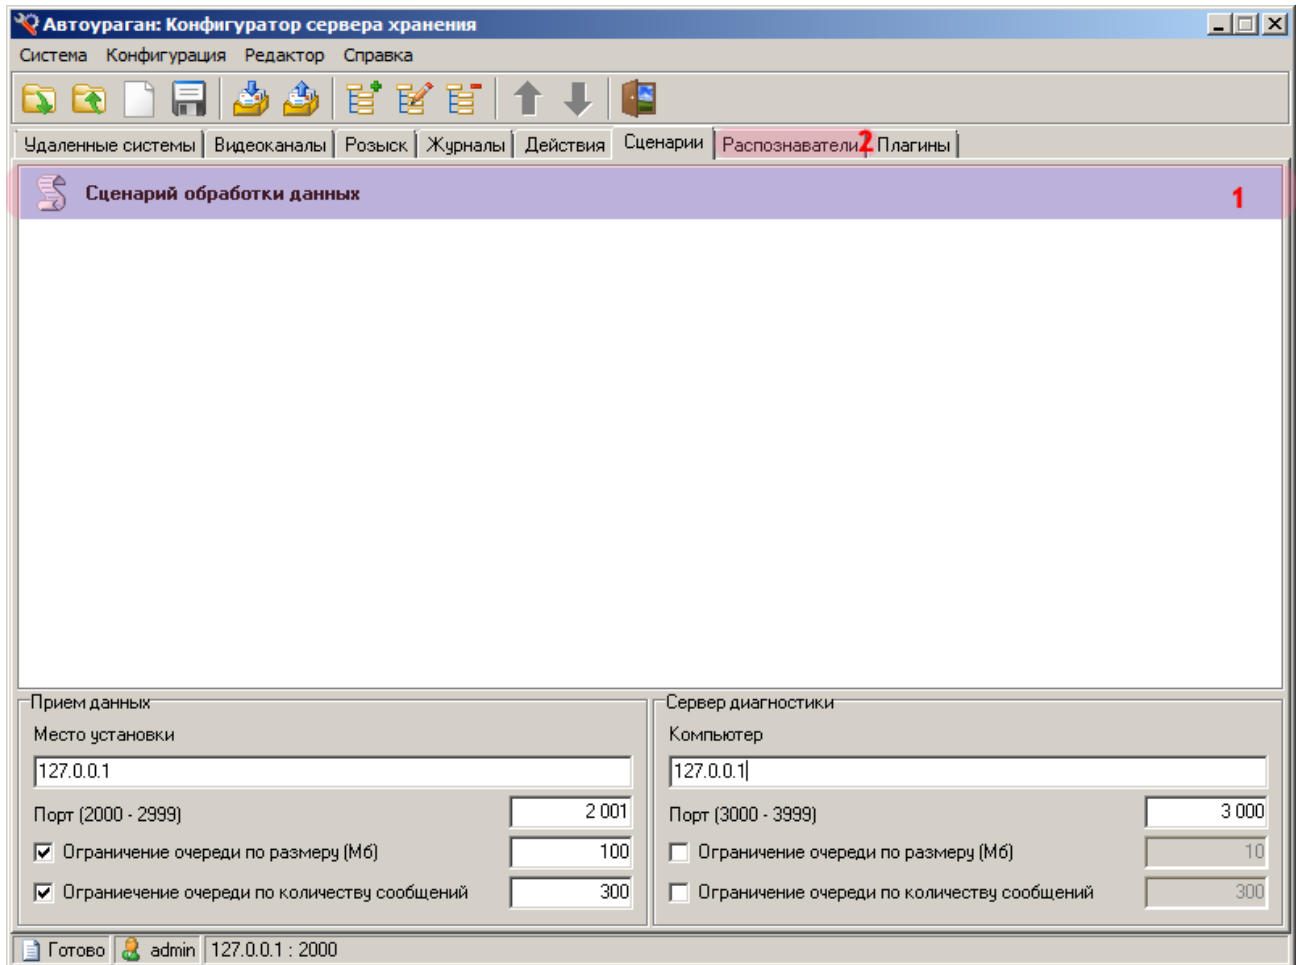 Автоураган: Конфигуратор сервера хранения
Система Конфигурация Редактор Справка
Удаленные системы Видеоканалы Розыск Журналы Действия Сценарии Распознаватели 2 Плагины
Сценарий обработки данных 1
Прием данных Сервер диагностики
Место установки Компьютер
127.0.0.1 127.0.0.1
Порт (2000 - 2999) 2 001 Порт (3000 - 3999) 3 000
Ограничение очереди по размеру (Мб) 100 Ограничение очереди по размеру (Мб) 10
Ограниечение очереди по количеству сообщений 300 Ограничение очереди по количеству сообщений 300
Готово admin 127.0.0.1 : 2000